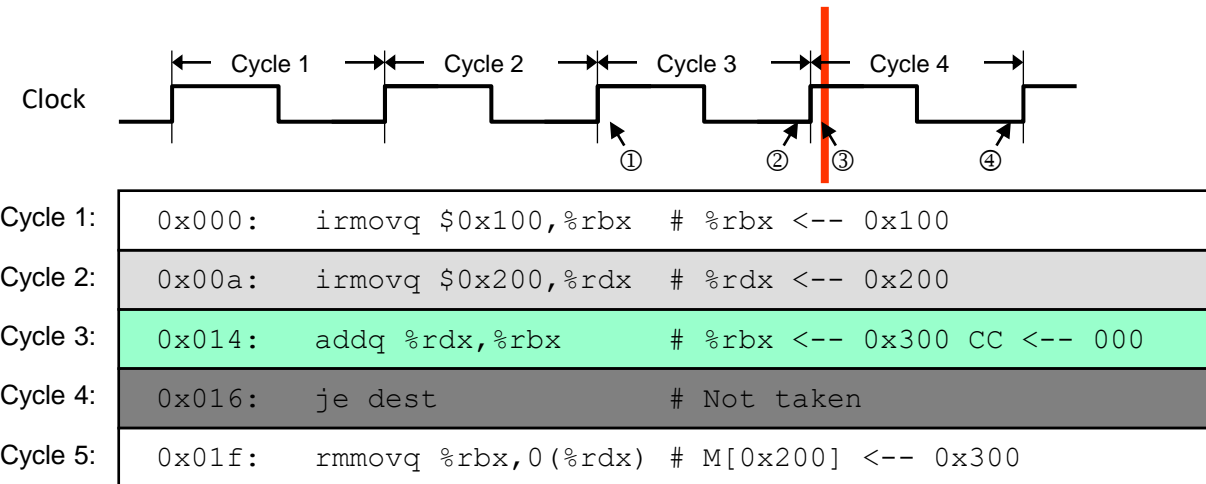 Cycle 1 Cycle 2 Cycle 3 Cycle 4
Clock
① ② ③ ④
Cycle 1: 0x000: irmovq $0x100,%rbx # %rbx <-- 0x100
Cycle 2: 0x00a: irmovq $0x200,%rdx # %rdx <-- 0x200
Cycle 3: 0x014: addq %rdx,%rbx # %rbx <-- 0x300 CC <-- 000
Cycle 4: 0x016: je dest # Not taken
Cycle 5: 0x01f: rmmovq %rbx,0(%rdx) # M[0x200] <-- 0x300